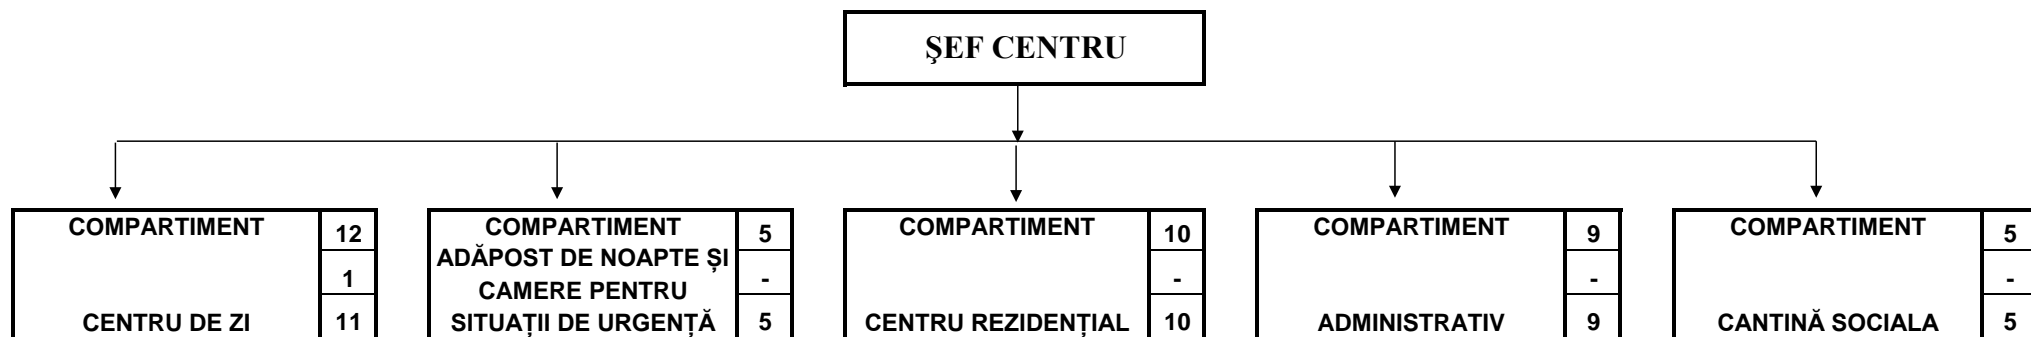 ŞEF CENTRU
COMPARTIMENT
CENTRU DE ZI
12
1
11
COMPARTIMENT
ADĂPOST DE NOAPTE ȘI
CAMERE PENTRU
SITUAȚII DE URGENȚĂ
5
-
5
COMPARTIMENT
CENTRU REZIDENȚIAL
10
-
10
COMPARTIMENT
ADMINISTRATIV
9
-
9
COMPARTIMENT
CANTINĂ SOCIALA
5
-
5